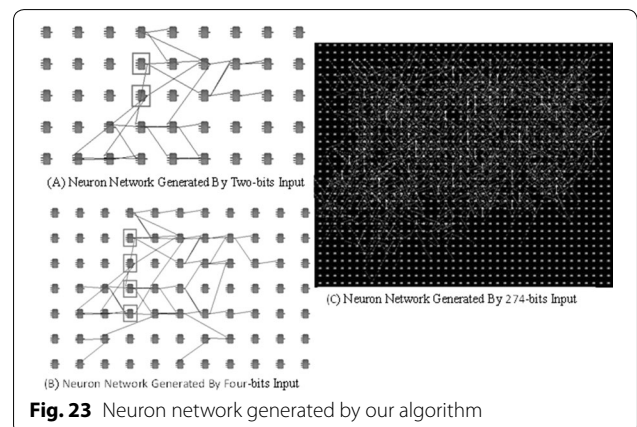 (A) Neuron Network Generated By Two-bits Input
(B) Neuron Network Generated By Four-bits Input
(C) Neuron Network Generated By 274-bits Input
Fig. 23 Neuron network generated by our algorithm